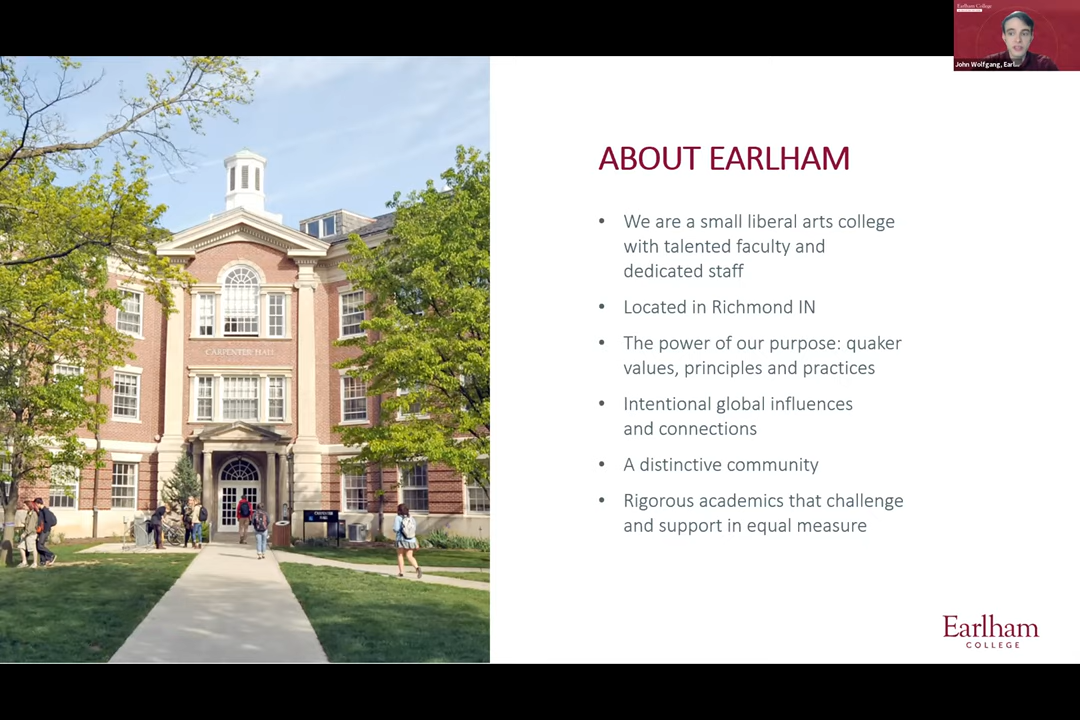 Earlham College
John Wolfgang, Earl...
ABOUT EARLHAM
• We are a small liberal arts college
with talented faculty and
dedicated staff
• Located in Richmond IN
• The power of our purpose: quaker
values, principles and practices
• Intentional global influences
and connections
• A distinctive community
• Rigorous academics that challenge
and support in equal measure
CARPENTER HALL
CARPENTER
HALL
Earlham
COLLEGE